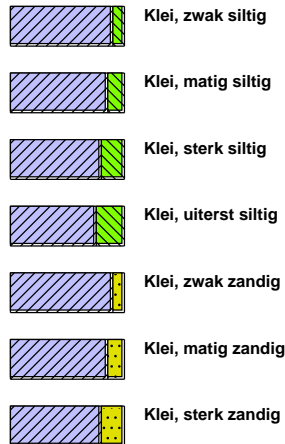 Klei, zwak siltig
Klei, matig siltig
Klei, sterk siltig
Klei, uiterst siltig
Klei, zwak zandig
Klei, matig zandig
Klei, sterk zandig